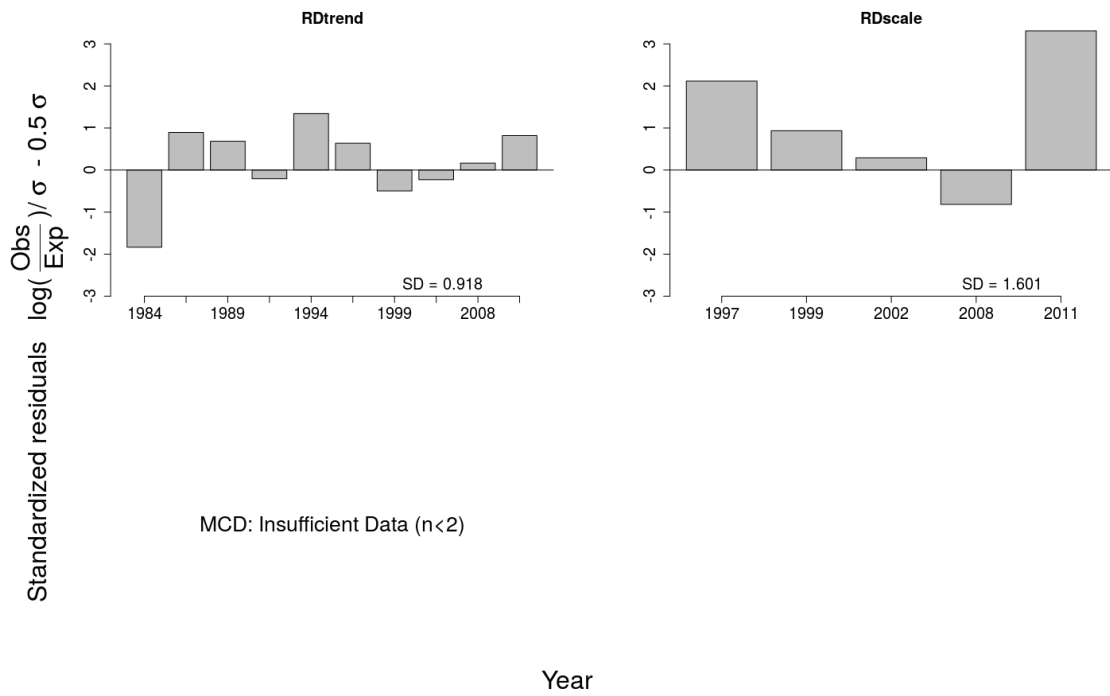 RDtrend
3
2
1
0
-1
-2
-3
SD = 0.918
1984 1989 1994 1999 2008
RDscale
3
2
1
0
-1
-2
-3
SD = 1.601
1997 1999 2002 2008 2011
Standardized residuals log(Obs/Exp)/ σ - 0.5 σ
MCD: Insufficient Data (n<2)
Year